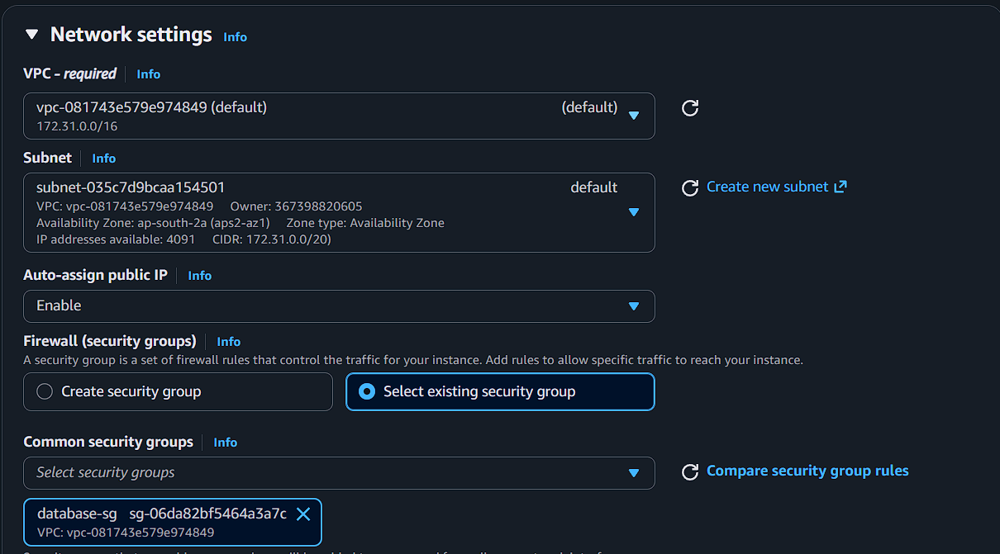 Network settings Info
VPC - required Info
vpc-081743e579e974849 (default) (default)
172.31.0.0/16
Subnet Info
subnet-035c7d9bcaa154501 default
VPC: vpc-081743e579e974849 Owner: 367398820605
Availability Zone: ap-south-2a (aps2-az1) Zone type: Availability Zone
IP addresses available: 4091 CIDR: 172.31.0.0/20)
Create new subnet
Auto-assign public IP Info
Enable
Firewall (security groups) Info
A security group is a set of firewall rules that control the traffic for your instance. Add rules to allow specific traffic to reach your instance.
Create security group Select existing security group
Common security groups Info
Select security groups
Compare security group rules
database-sg sg-06da82bf5464a3a7c
VPC: vpc-081743e579e974849